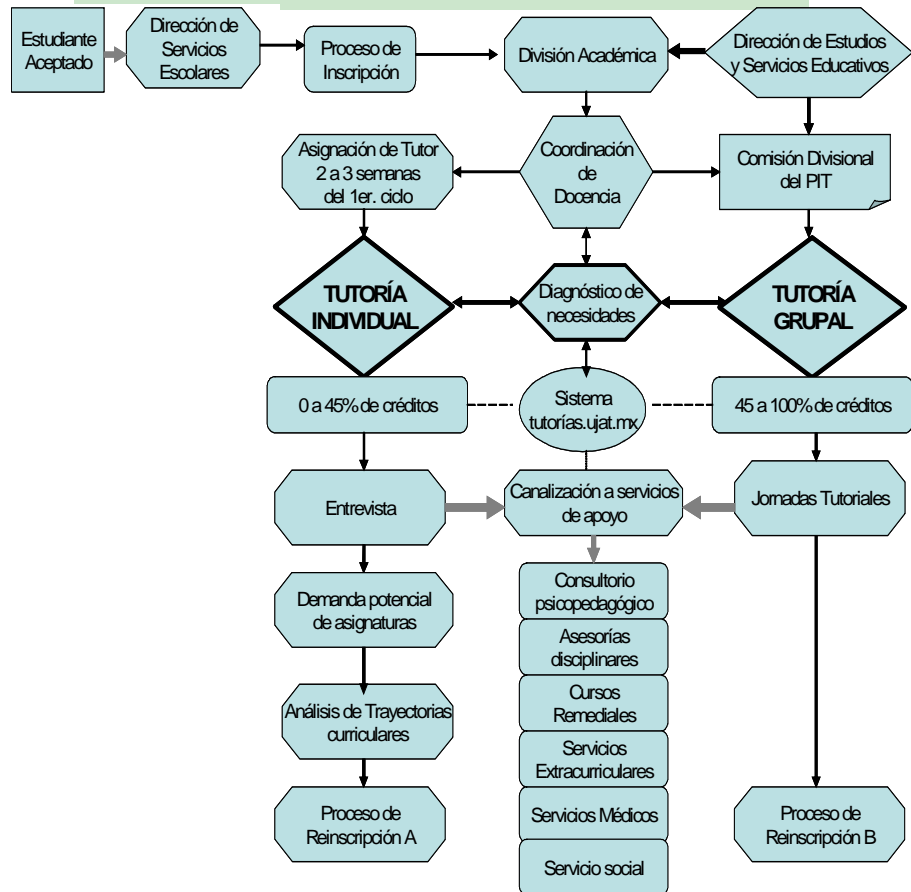 Estudiante
Aceptado
Dirección de
Servicios
Escolares
Proceso de
Inscripción
División Académica
Dirección de Estudios
y Servicios Educativos
Asignación de Tutor
2 a 3 semanas
del 1er. ciclo
Coordinación
de
Docencia
Comisión Divisional
del PIT
TUTORÍA
INDIVIDUAL
Diagnóstico de
necesidades
TUTORÍA
GRUPAL
0 a 45% de créditos
Sistema
tutorías.ujat.mx
45 a 100% de créditos
Entrevista
Canalización a servicios
de apoyo
Jornadas Tutoriales
Demanda potencial
de asignaturas
Análisis de Trayectorias
curriculares
Proceso de
Reinscripción A
Consultorio
psicopedagógico
Asesorías
disciplinares
Cursos
Remediales
Servicios
Extracurriculares
Servicios Médicos
Servicio social
Proceso de
Reinscripción B